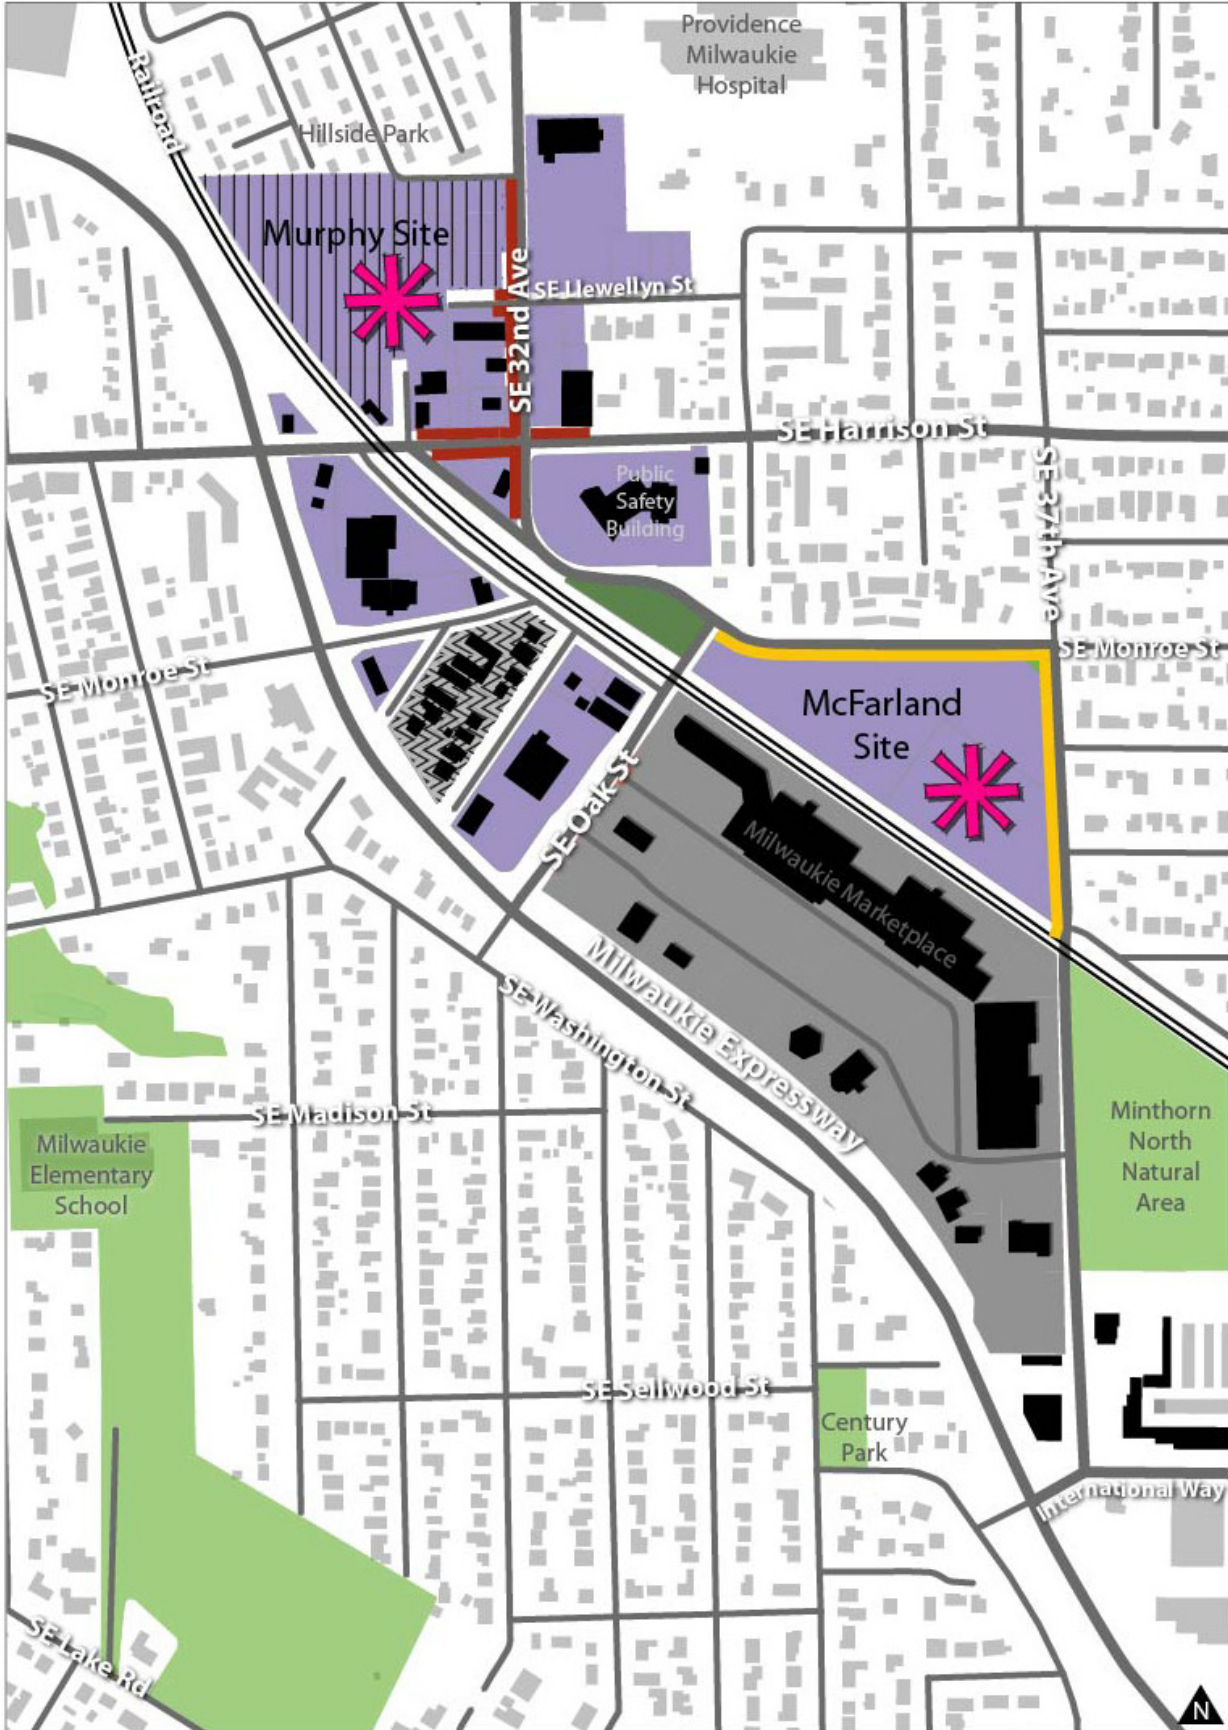 Providence
Milwaukie
Hospital
Railroad
Hillside Park
Murphy Site
SE 32nd Ave
SE Llewellyn St
SE Harrison St
Public
Safety
Building
SE 37th Ave
SE Monroe St
SE Monroe St
McFarland
Site
SE Oak St
Milwaukie Marketplace
Milwaukie Expressway
SE Washington St
SE Madison St
Milwaukie
Elementary
School
Minthorn
North
Natural
Area
SE Sellwood St
Century
Park
International Way
SE Lake Rd
N